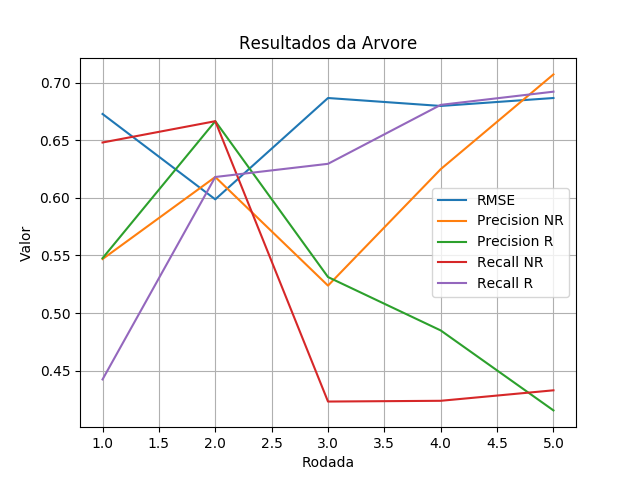 Resultados da Arvore
0.70
0.65
0.60
0.55
0.50
0.45
Valor
RMSE
Precision NR
Precision R
Recall NR
Recall R
1.0 1.5 2.0 2.5 3.0 3.5 4.0 4.5 5.0
Rodada